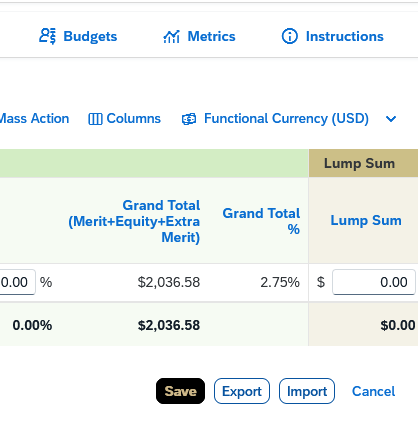 Budgets Metrics Instructions
Mass Action Columns Functional Currency (USD)
Lump Sum
Grand Total
(Merit+Equity+Extra
Merit)
Grand Total
%
Lump Sum
0.00 % $2,036.58 2.75% $ 0.00
0.00% $2,036.58 $0.00
Save Export Import Cancel